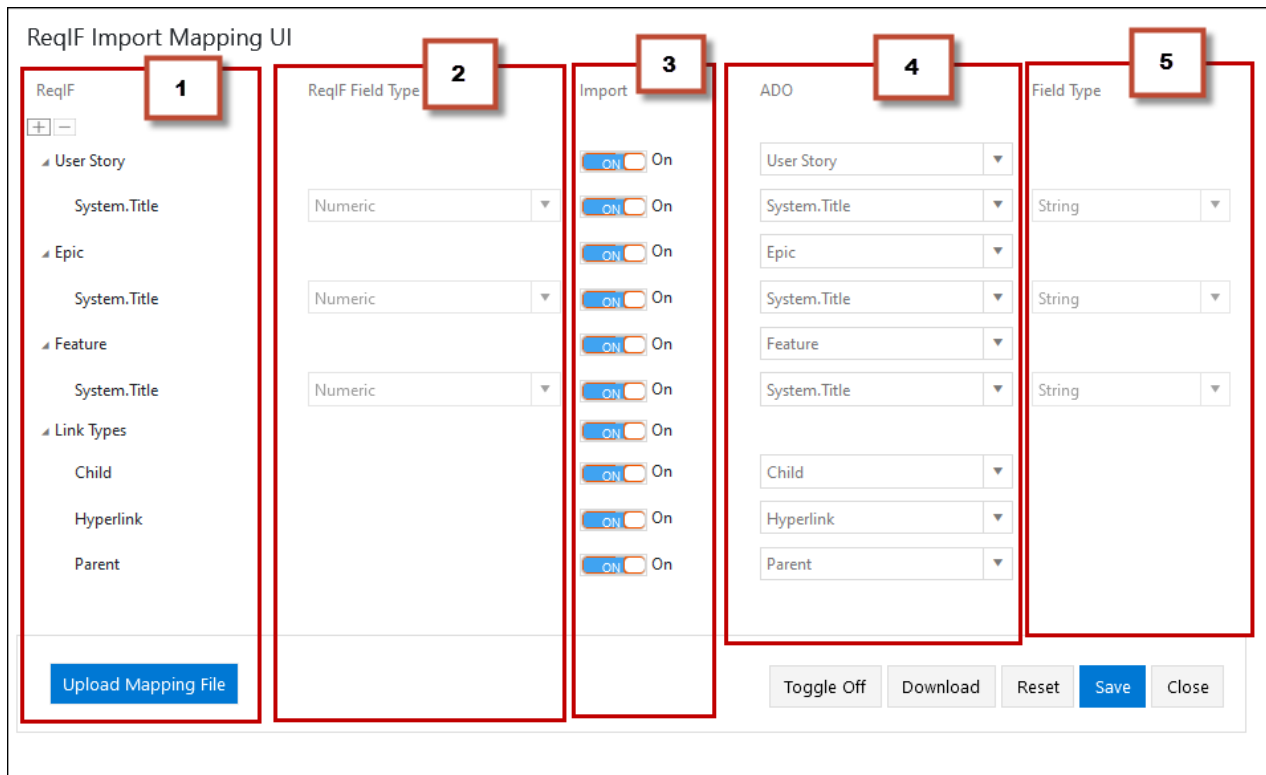 ReqIF Import Mapping UI
1 2 3 4 5
ReqIF ReqIF Field Type Import ADO Field Type
+ −
User Story ON On User Story
System.Title Numeric ON On System.Title String
Epic ON On Epic
System.Title Numeric ON On System.Title String
Feature ON On Feature
System.Title Numeric ON On System.Title String
Link Types ON On
Child ON On Child
Hyperlink ON On Hyperlink
Parent ON On Parent
Upload Mapping File Toggle Off Download Reset Save Close